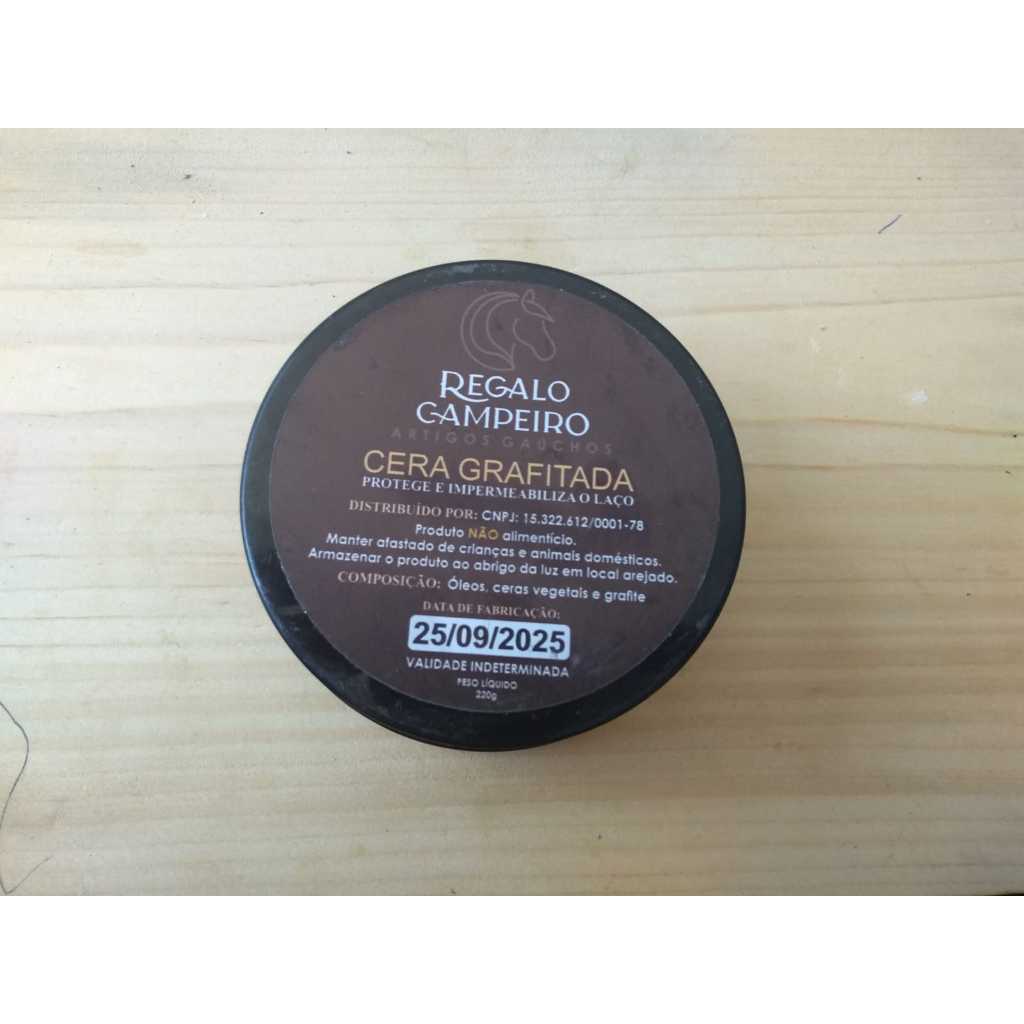 REGALO
CAMPEIRO
ARTIGOS GAÚCHOS
CERA GRAFITADA
PROTEGE E IMPERMEABILIZA O LAÇO
DISTRIBUÍDO POR: CNPJ: 15.322.612/0001-78
Produto NÃO alimentício.
Manter afastado de crianças e animais domésticos.
Armazenar o produto ao abrigo da luz em local arejado.
COMPOSIÇÃO: Óleos, ceras vegetais e grafite
DATA DE FABRICAÇÃO:
25/09/2025
VALIDADE INDETERMINADA
PESO LÍQUIDO
220g